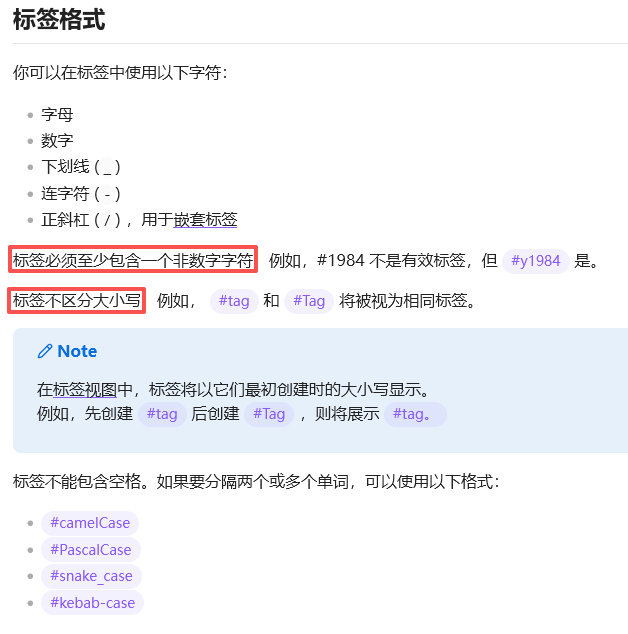 标签格式
你可以在标签中使用以下字符：
字母
数字
下划线 ( _ )
连字符 ( - )
正斜杠 ( / ) ，用于嵌套标签
标签必须至少包含一个非数字字符 例如，#1984 不是有效标签，但 #y1984 是。
标签不区分大小写 例如， #tag 和 #Tag 将被视为相同标签。
Note
在标签视图中，标签将以它们最初创建时的大小写显示。
例如，先创建 #tag 后创建 #Tag ，则将展示 #tag。
标签不能包含空格。如果要分隔两个或多个单词，可以使用以下格式：
#camelCase
#PascalCase
#snake_case
#kebab-case